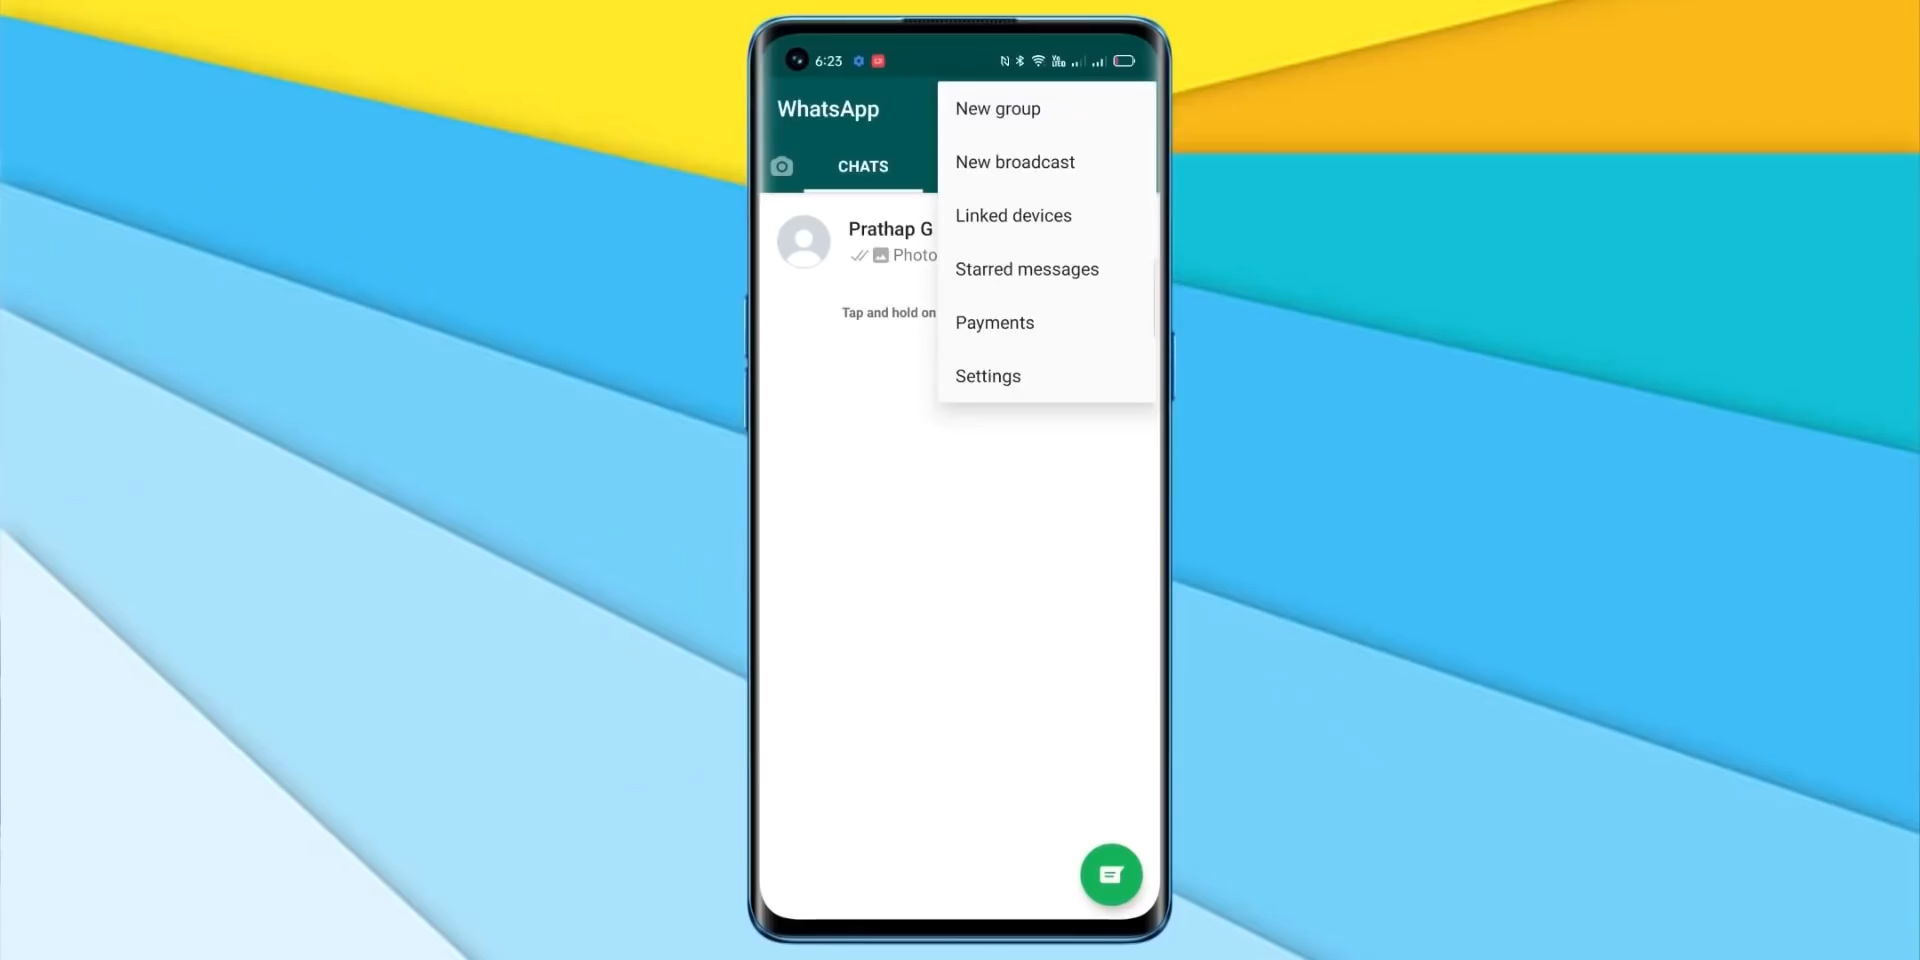 6:23
WhatsApp
CHATS
New group
New broadcast
Linked devices
Starred messages
Payments
Settings
Prathap G
Photo
Tap and hold on